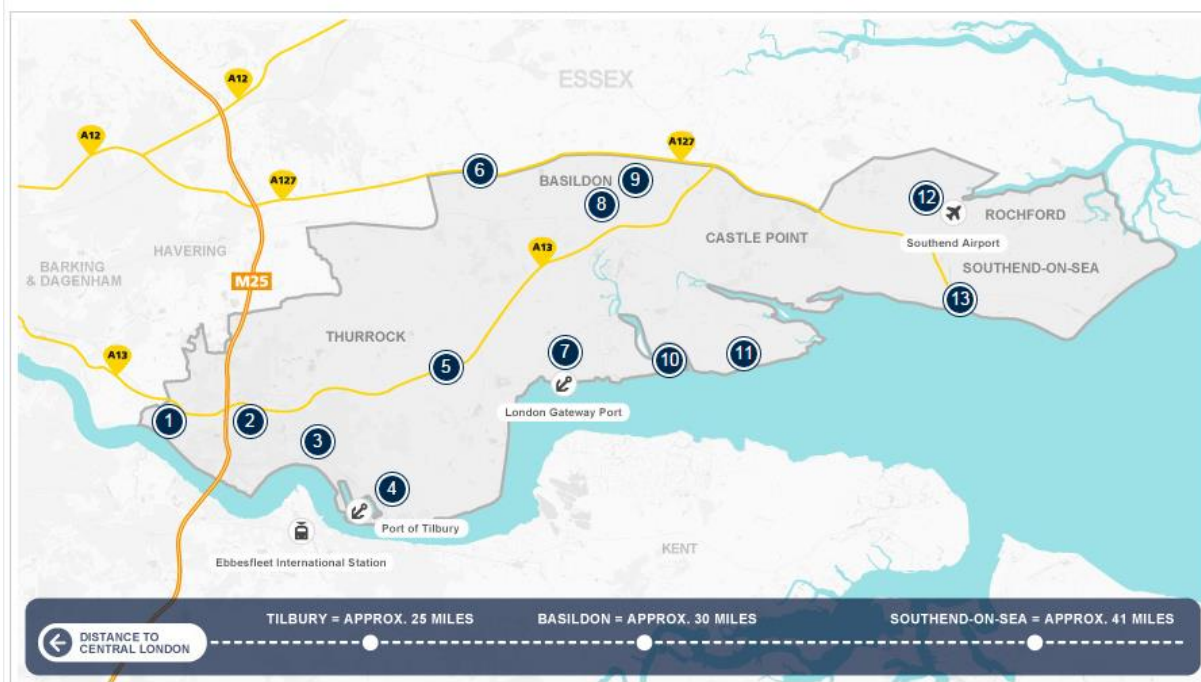 ESSEX
A12
A12
A127
A127
6
9
BASILDON
8
12
ROCHFORD
Southend Airport
CASTLE POINT
HAVERING
A13
BARKING
& DAGENHAM
M25
SOUTHEND-ON-SEA
13
THURROCK
7
11
10
5
A13
London Gateway Port
1
2
3
4
Port of Tilbury
Ebbesfleet International Station
KENT
DISTANCE TO
CENTRAL LONDON
TILBURY = APPROX. 25 MILES
BASILDON = APPROX. 30 MILES
SOUTHEND-ON-SEA = APPROX. 41 MILES